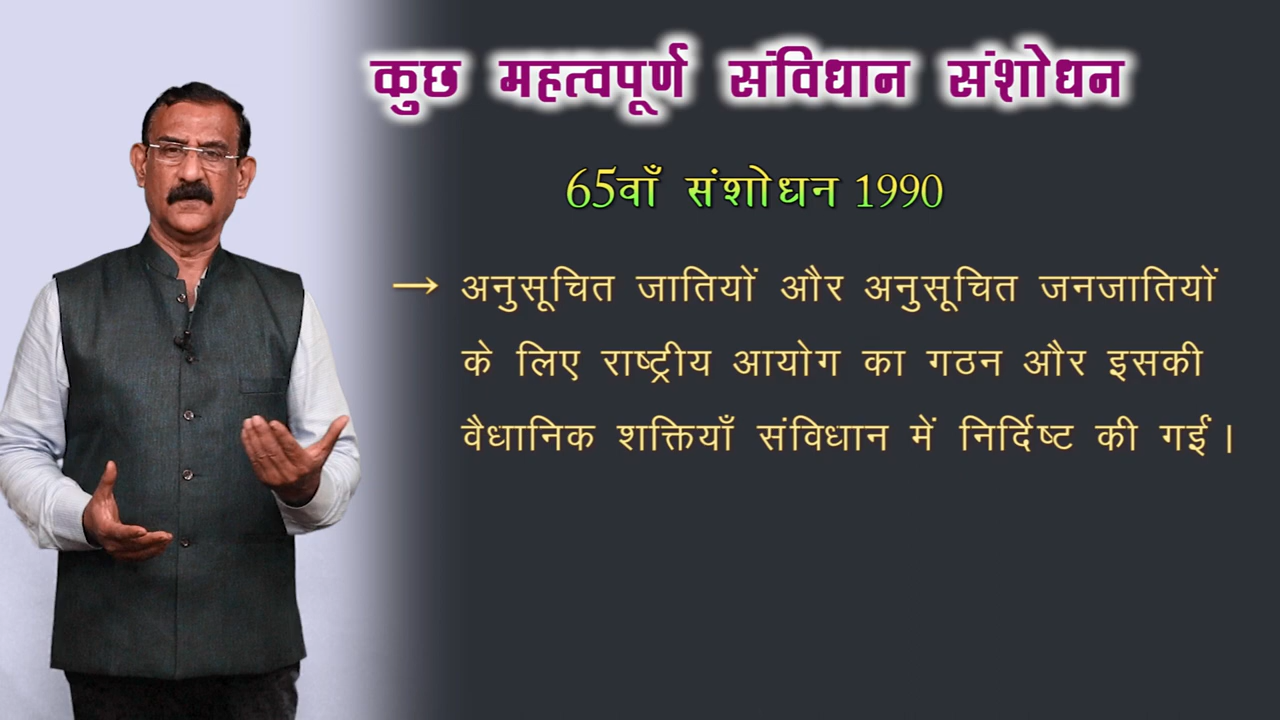 कुछ महत्वपूर्ण संविधान संशोधन
65वाँ संशोधन 1990
→ अनुसूचित जातियों और अनुसूचित जनजातियों
के लिए राष्ट्रीय आयोग का गठन और इसकी
वैधानिक शक्तियाँ संविधान में निर्दिष्ट की गईं।